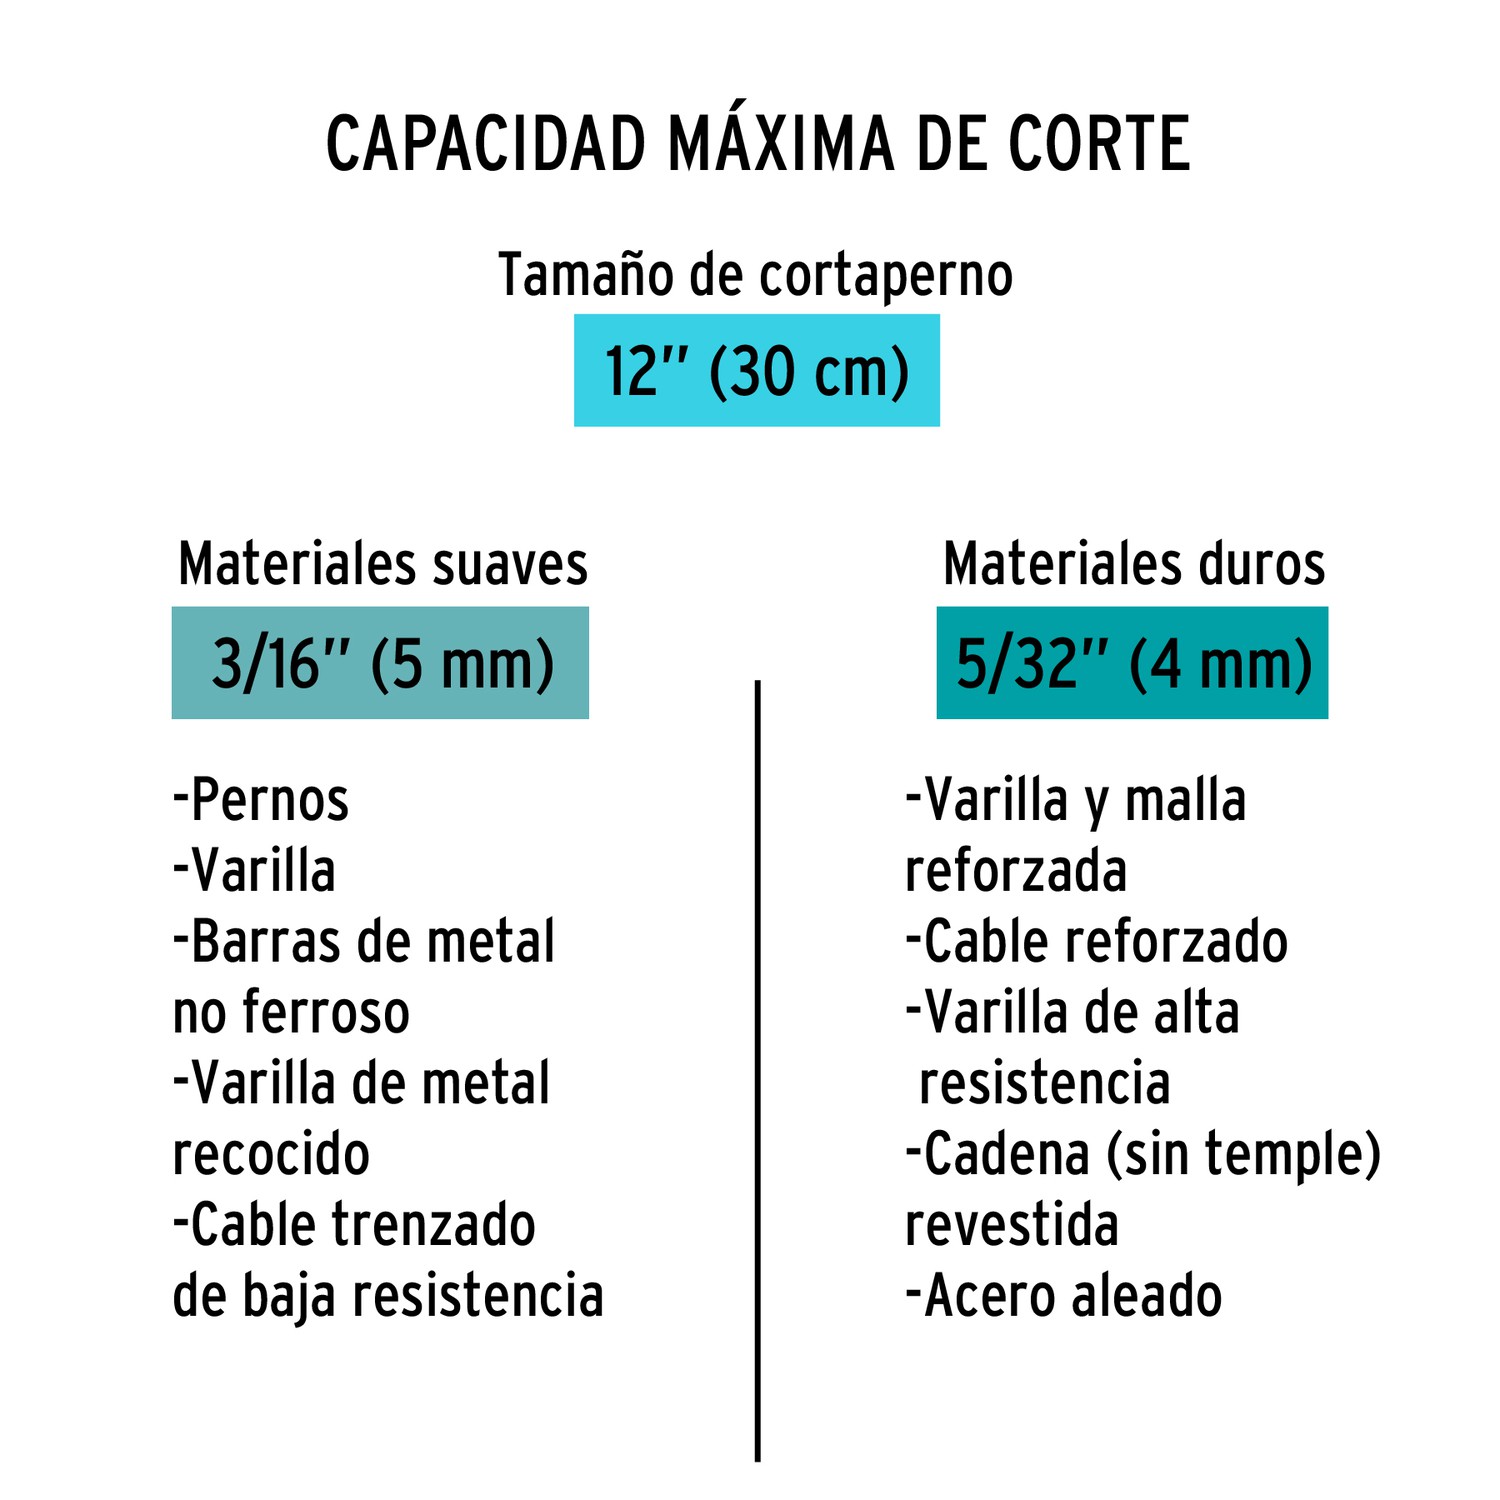 CAPACIDAD MÁXIMA DE CORTE
Tamaño de cortaperno
12” (30 cm)
Materiales suaves
3/16” (5 mm)
-Pernos
-Varilla
-Barras de metal
no ferroso
-Varilla de metal
recocido
-Cable trenzado
de baja resistencia
Materiales duros
5/32” (4 mm)
-Varilla y malla
reforzada
-Cable reforzado
-Varilla de alta
resistencia
-Cadena (sin temple)
revestida
-Acero aleado